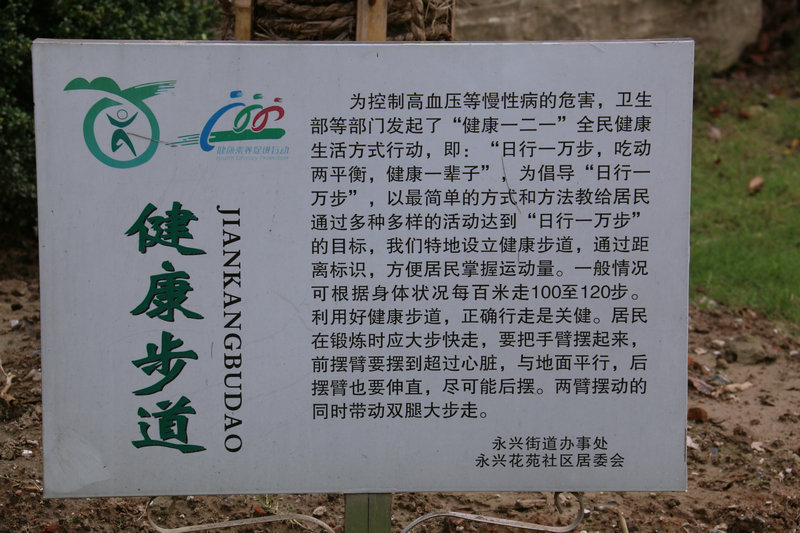 健康素养促进行动
Health Literacy Promotion
健康步道
JIANKANGBUDAO
为控制高血压等慢性病的危害，卫生
部等部门发起了“健康一二一”全民健康
生活方式行动，即：“日行一万步，吃动
两平衡，健康一辈子”，为倡导“日行一
万步”，以最简单的方式和方法教给居民
通过多种多样的活动达到“日行一万步”
的目标，我们特地设立健康步道，通过距
离标识，方便居民掌握运动量。一般情况
可根据身体状况每百米走100至120步。
利用好健康步道，正确行走是关健。居民
在锻炼时应大步快走，要把手臂摆起来，
前摆臂要摆到超过心脏，与地面平行，后
摆臂也要伸直，尽可能后摆。两臂摆动的
同时带动双腿大步走。
永兴街道办事处
永兴花苑社区居委会